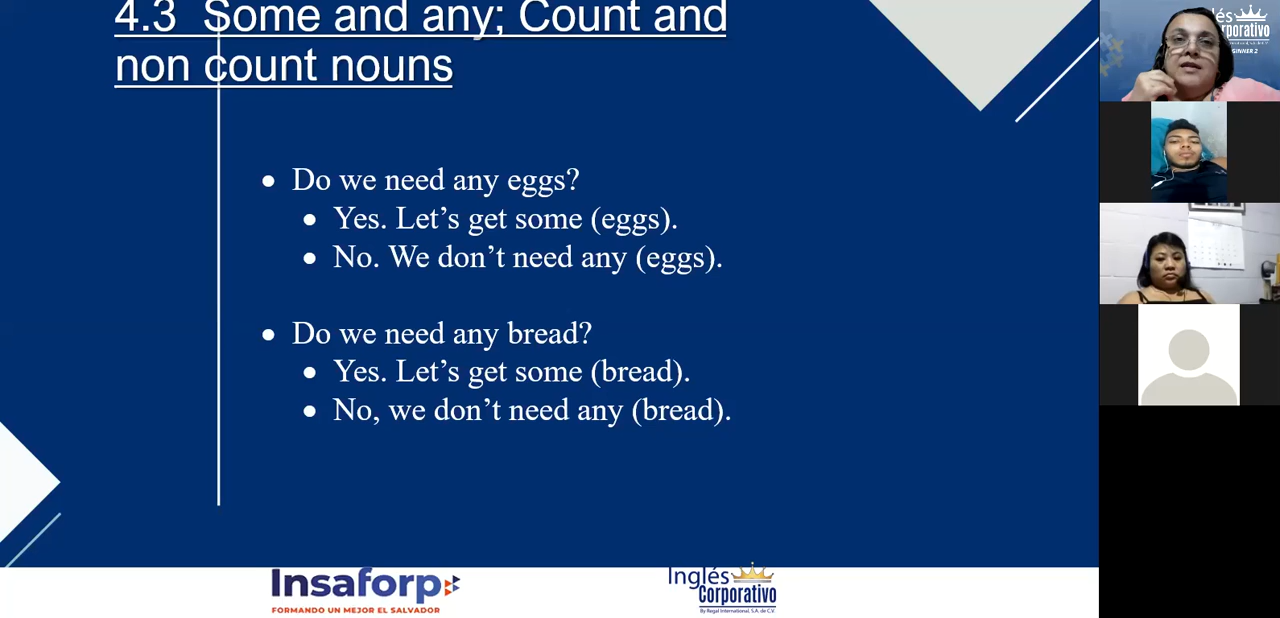 4.3 Some and any; Count and
non count nouns
• Do we need any eggs?
• Yes. Let’s get some (eggs).
• No. We don’t need any (eggs).
• Do we need any bread?
• Yes. Let’s get some (bread).
• No, we don’t need any (bread).
Insaforp
FORMANDO UN MEJOR EL SALVADOR
Inglés
Corporativo
By Regal International, S.A. de C.V.